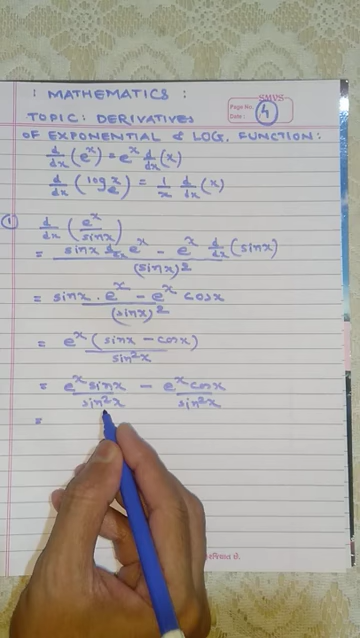 : MATHEMATICS :
SMVS
Page No. 4
Date :
TOPIC: DERIVATIVES
OF EXPONENTIAL & LOG. FUNCTION:
d/dx (e^x) = e^x d/dx (x)
d/dx (log_e^x) = 1/x d/dx (x)
① d/dx (e^x / sinx)
= (sinx d/dx e^x - e^x d/dx (sinx)) / (sinx)^2
= (sinx . e^x - e^x cosx) / (sinx)^2
= e^x (sinx - cosx) / sin^2x
= e^x sinx / sin^2x - e^x cosx / sin^2x
=